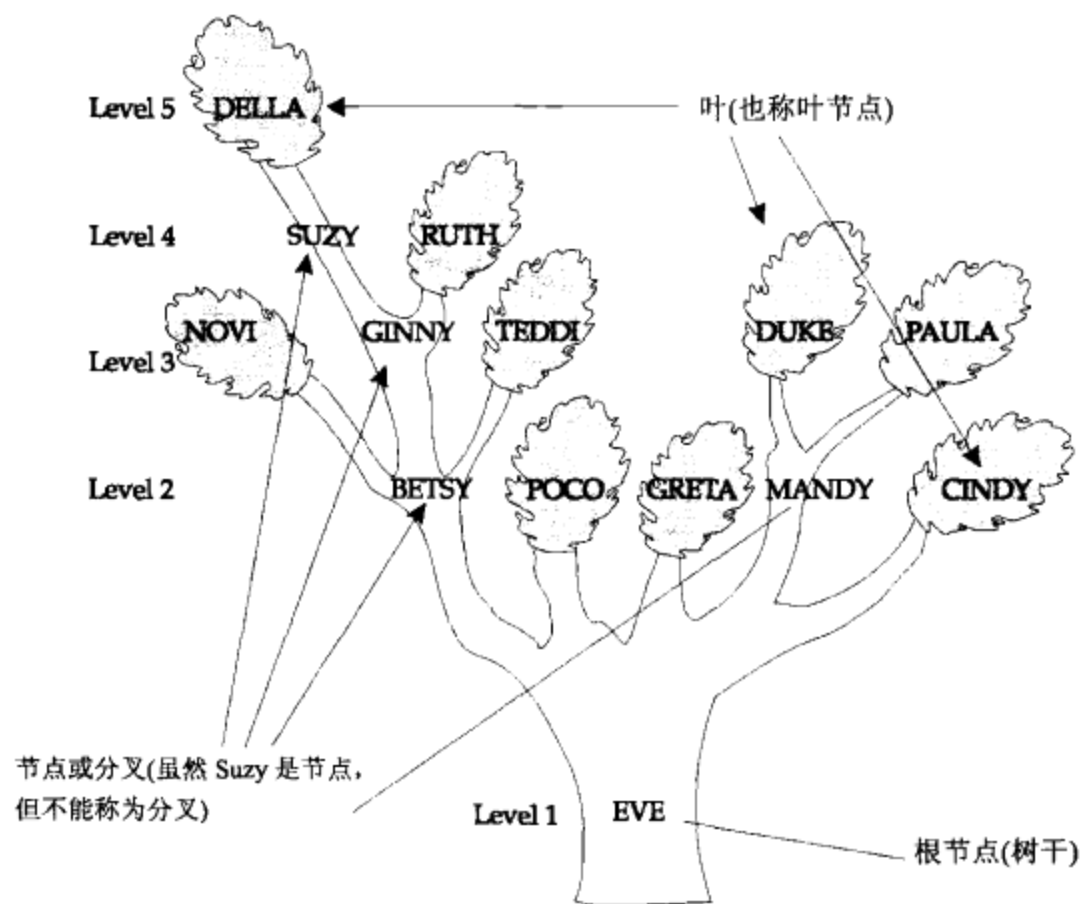 Level 5
DELLA
叶(也称叶节点)
Level 4
SUZY
RUTH
NOVI
GINNY
TEDDI
DUKE
PAULA
Level 3
Level 2
BETSY
POCO
GRETA
MANDY
CINDY
节点或分叉(虽然 Suzy 是节点，
但不能称为分叉)
Level 1
EVE
根节点(树干)